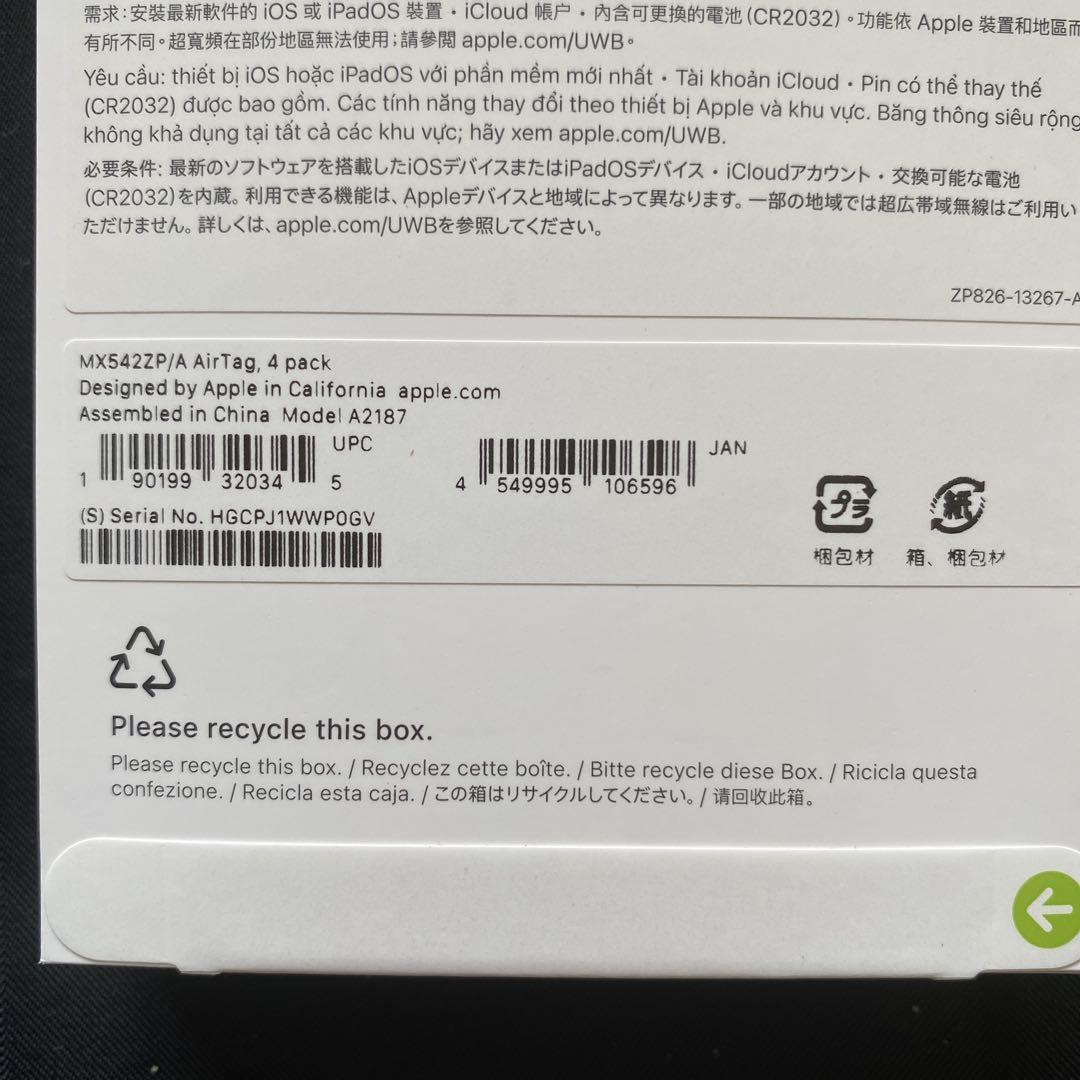 需求：安裝最新軟件的 iOS 或 iPadOS 裝置・iCloud 帳户・內含可更換的電池 (CR2032)。功能依 Apple 裝置和地區而
有所不同。超寬頻在部份地區無法使用；請參閱 apple.com/UWB。
Yêu cầu: thiết bị iOS hoặc iPadOS với phần mềm mới nhất・Tài khoản iCloud・Pin có thể thay thế
(CR2032) được bao gồm. Các tính năng thay đổi theo thiết bị Apple và khu vực. Băng thông siêu rộng
không khả dụng tại tất cả các khu vực; hãy xem apple.com/UWB.
必要条件: 最新のソフトウェアを搭載したiOSデバイスまたはiPadOSデバイス・iCloudアカウント・交換可能な電池
(CR2032)を内蔵。利用できる機能は、Appleデバイスと地域によって異なります。一部の地域では超広帯域無線はご利用い
ただけません。詳しくは、apple.com/UWBを参照してください。
ZP826-13267-A
MX542ZP/A AirTag, 4 pack
Designed by Apple in California apple.com
Assembled in China Model A2187
UPC
1 90199 32034 5
JAN
4 549995 106596
(S) Serial No. HGCPJ1WWP0GV
プラ
梱包材
紙
箱、梱包材
Please recycle this box.
Please recycle this box. / Recyclez cette boîte. / Bitte recycle diese Box. / Ricicla questa
confezione. / Recicla esta caja. / この箱はリサイクルしてください。/ 请回收此箱。